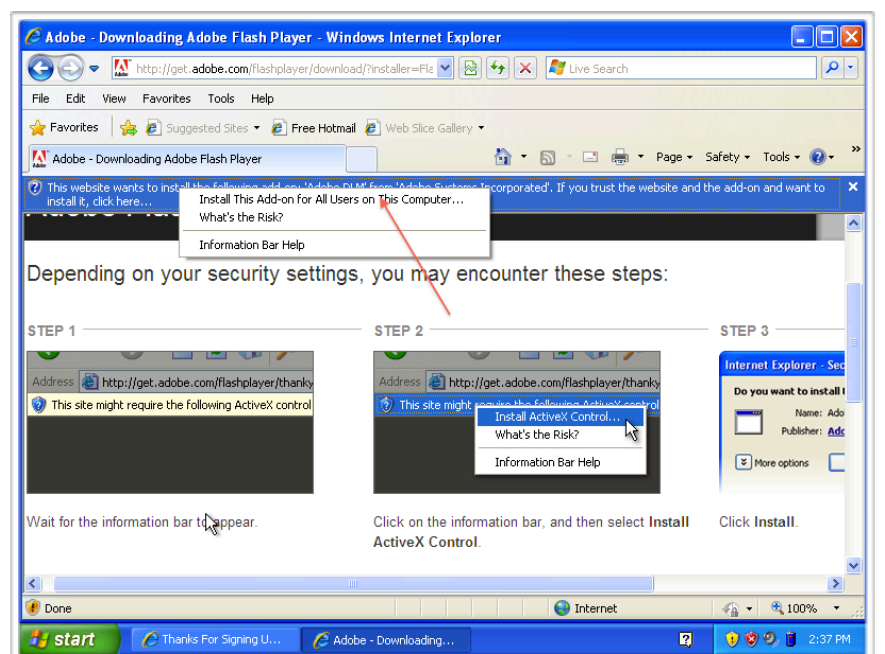 Adobe - Downloading Adobe Flash Player - Windows Internet Explorer
http://get.adobe.com/flashplayer/download/?installer=Fla
Live Search
File Edit View Favorites Tools Help
Favorites Suggested Sites Free Hotmail Web Slice Gallery
Adobe - Downloading Adobe Flash Player Page Safety Tools
This website wants to install the following add-on: 'Adobe DLM' from 'Adobe Systems Incorporated'. If you trust the website and the add-on and want to
install it, click here...
Install This Add-on for All Users on This Computer...
What's the Risk?
Information Bar Help
Depending on your security settings, you may encounter these steps:
STEP 1 STEP 2 STEP 3
Address http://get.adobe.com/flashplayer/thanky
This site might require the following ActiveX control
Address http://get.adobe.com/flashplayer/thanky
This site might require the following ActiveX control
Install ActiveX Control...
What's the Risk?
Information Bar Help
Internet Explorer - Sec
Do you want to install t
Name: Ado
Publisher: Ado
More options
Wait for the information bar to appear.
Click on the information bar, and then select Install
ActiveX Control.
Click Install.
Done Internet 100%
start Thanks For Signing U... Adobe - Downloading... 2:37 PM